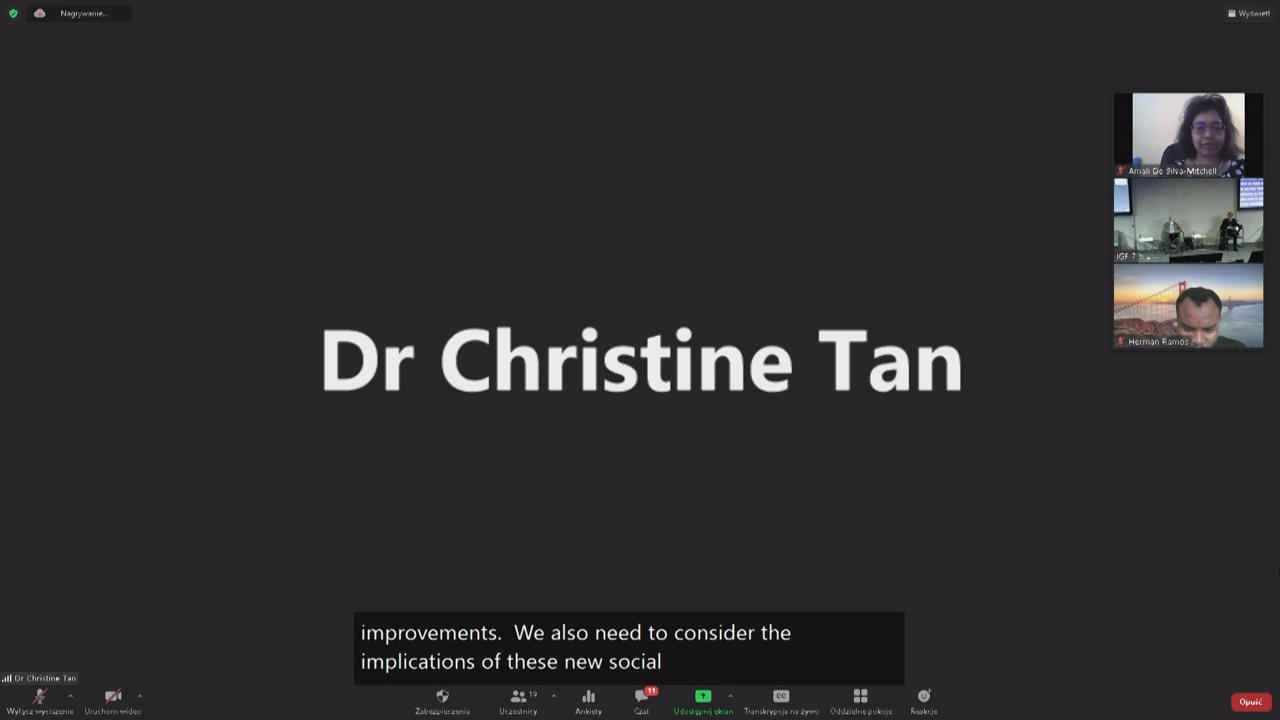 Nagrywanie...
Wyświetl
Amali De Silva-Mitchell
IGF 7
Herman Ramos
Dr Christine Tan
improvements. We also need to consider the
implications of these new social
Dr Christine Tan
Wyłącz wyciszenie
Uruchom wideo
Zabezpieczenia
19
Uczestnicy
Ankiety
11
Czat
Udostępnij ekran
CC
Transkrypcja na żywo
Oddzielne pokoje
Reakcje
Opuść